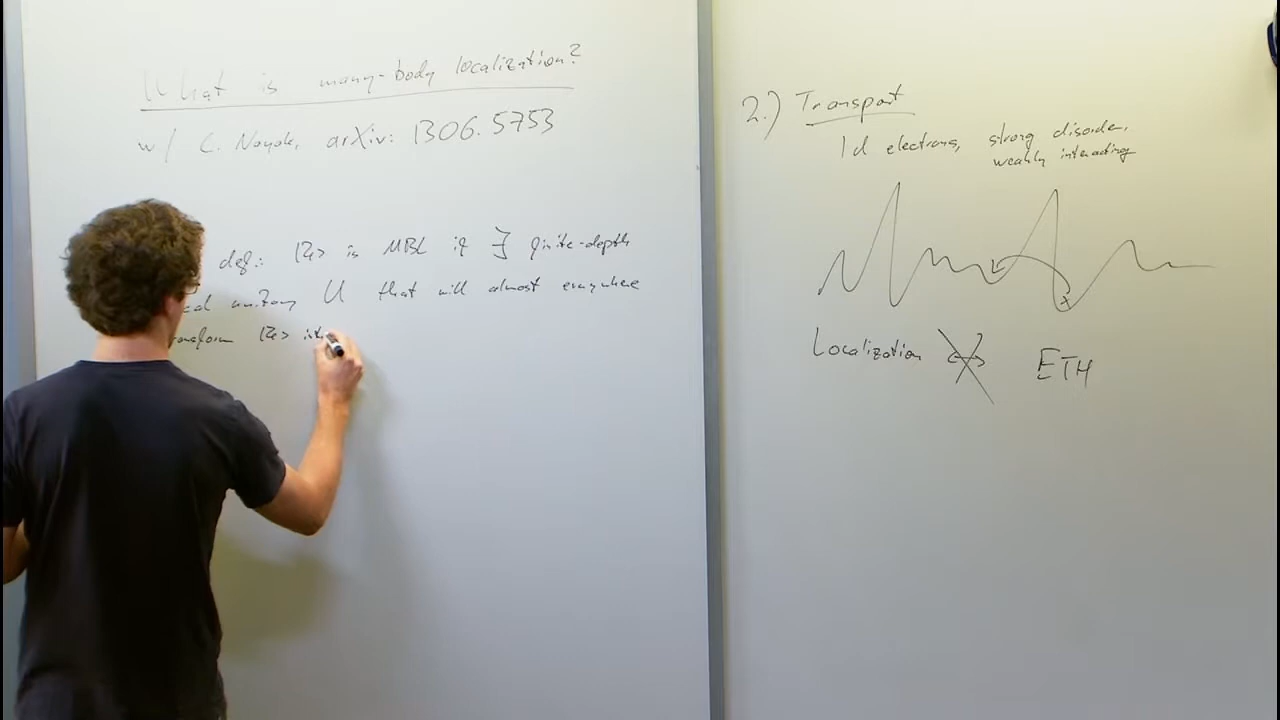 What is many-body localization?
w/ C. Nayak, arXiv: 1306.5753
def.: |ψ> is MBL if ∃ finite-depth
unitary U that will almost everywhere
|ψ>
2.) Transport
1d electrons, strong disorder,
weakly interacting
Localization ↔ ETH